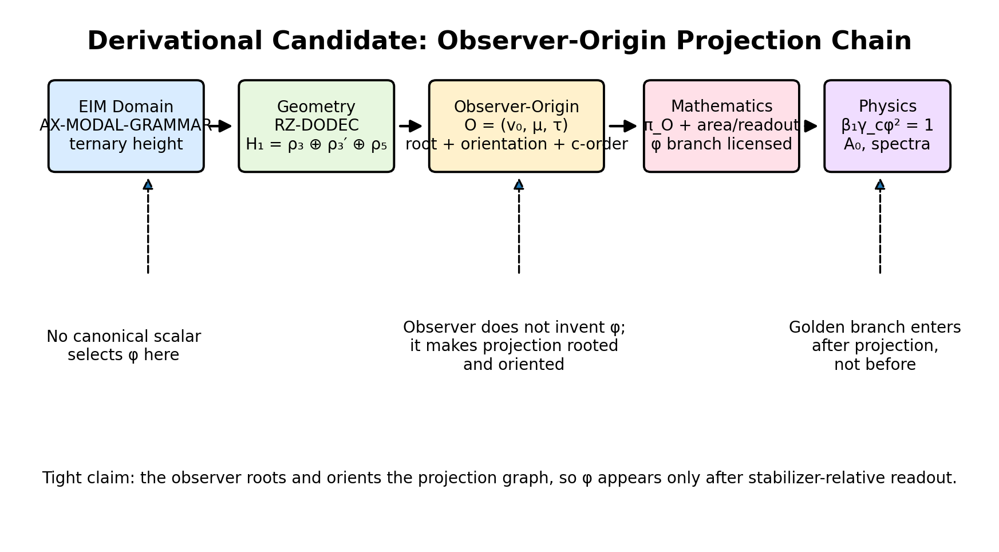 Derivational Candidate: Observer-Origin Projection Chain
EIM Domain
AX-MODAL-GRAMMAR
ternary height
Geometry
RZ-DODEC
H₁ = ρ₃ ⊕ ρ₃′ ⊕ ρ₅
Observer-Origin
O = (v₀, μ, τ)
root + orientation + c-order
Mathematics
π_O + area/readout
φ branch licensed
Physics
β₁γ_cφ² = 1
A₀, spectra
No canonical scalar
selects φ here
Observer does not invent φ;
it makes projection rooted
and oriented
Golden branch enters
after projection,
not before
Tight claim: the observer roots and orients the projection graph, so φ appears only after stabilizer-relative readout.